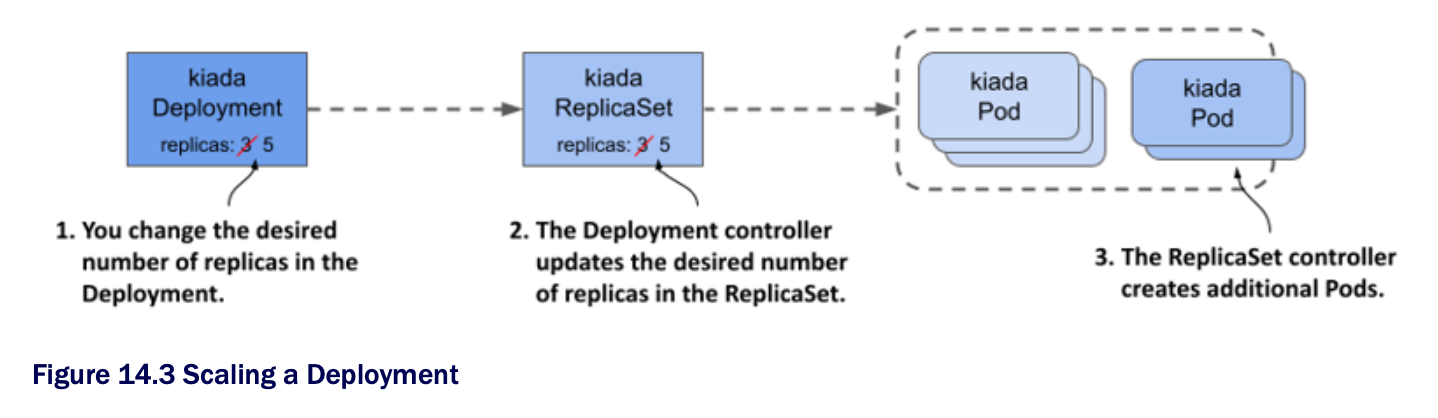 kiada
Deployment
replicas: 3 5
kiada
ReplicaSet
replicas: 3 5
kiada
Pod
kiada
Pod
1. You change the desired
number of replicas in the
Deployment.
2. The Deployment controller
updates the desired number
of replicas in the ReplicaSet.
3. The ReplicaSet controller
creates additional Pods.
Figure 14.3 Scaling a Deployment